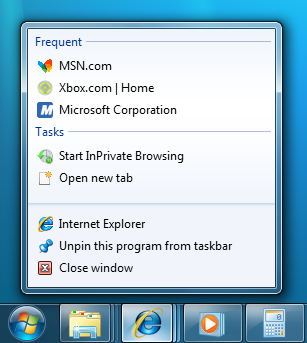 Frequent
MSN.com
Xbox.com | Home
Microsoft Corporation
Tasks
Start InPrivate Browsing
Open new tab
Internet Explorer
Unpin this program from taskbar
Close window